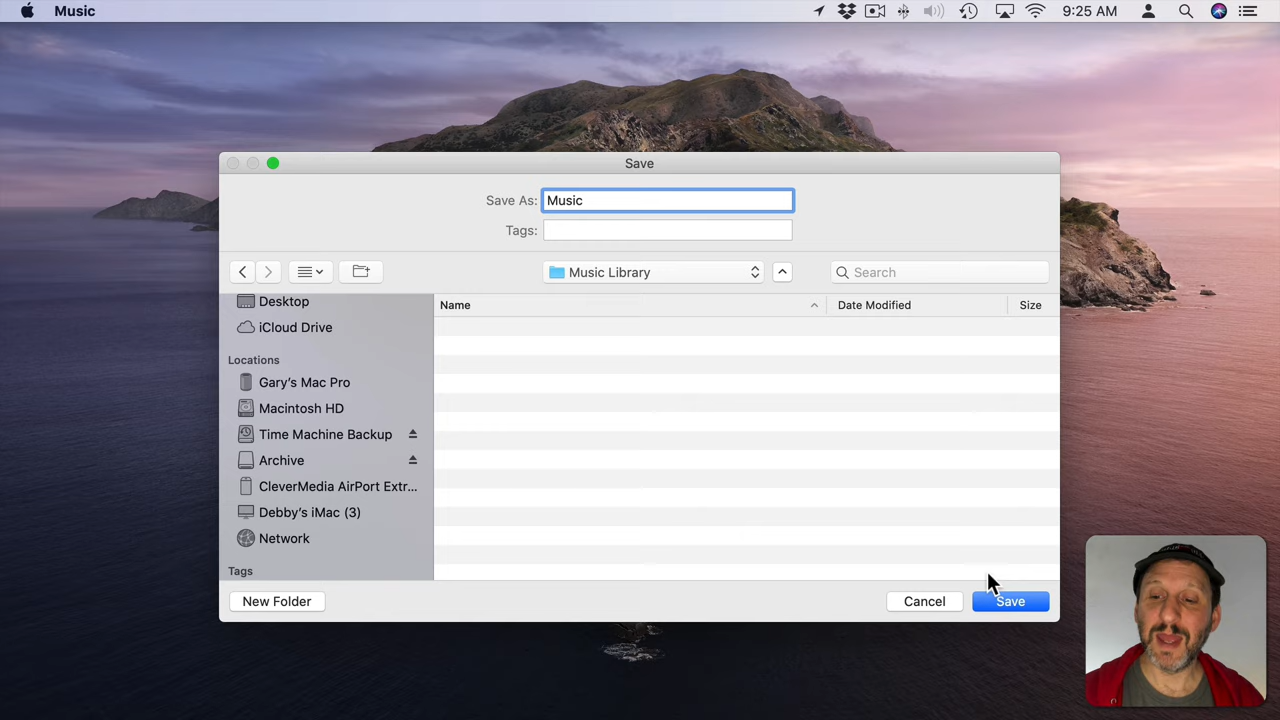 Music
9:25 AM
Save
Save As: Music
Tags:
Music Library
Search
Desktop
iCloud Drive
Locations
Gary's Mac Pro
Macintosh HD
Time Machine Backup
Archive
CleverMedia AirPort Extr...
Debby's iMac (3)
Network
Tags
Name
Date Modified
Size
New Folder
Cancel
Save